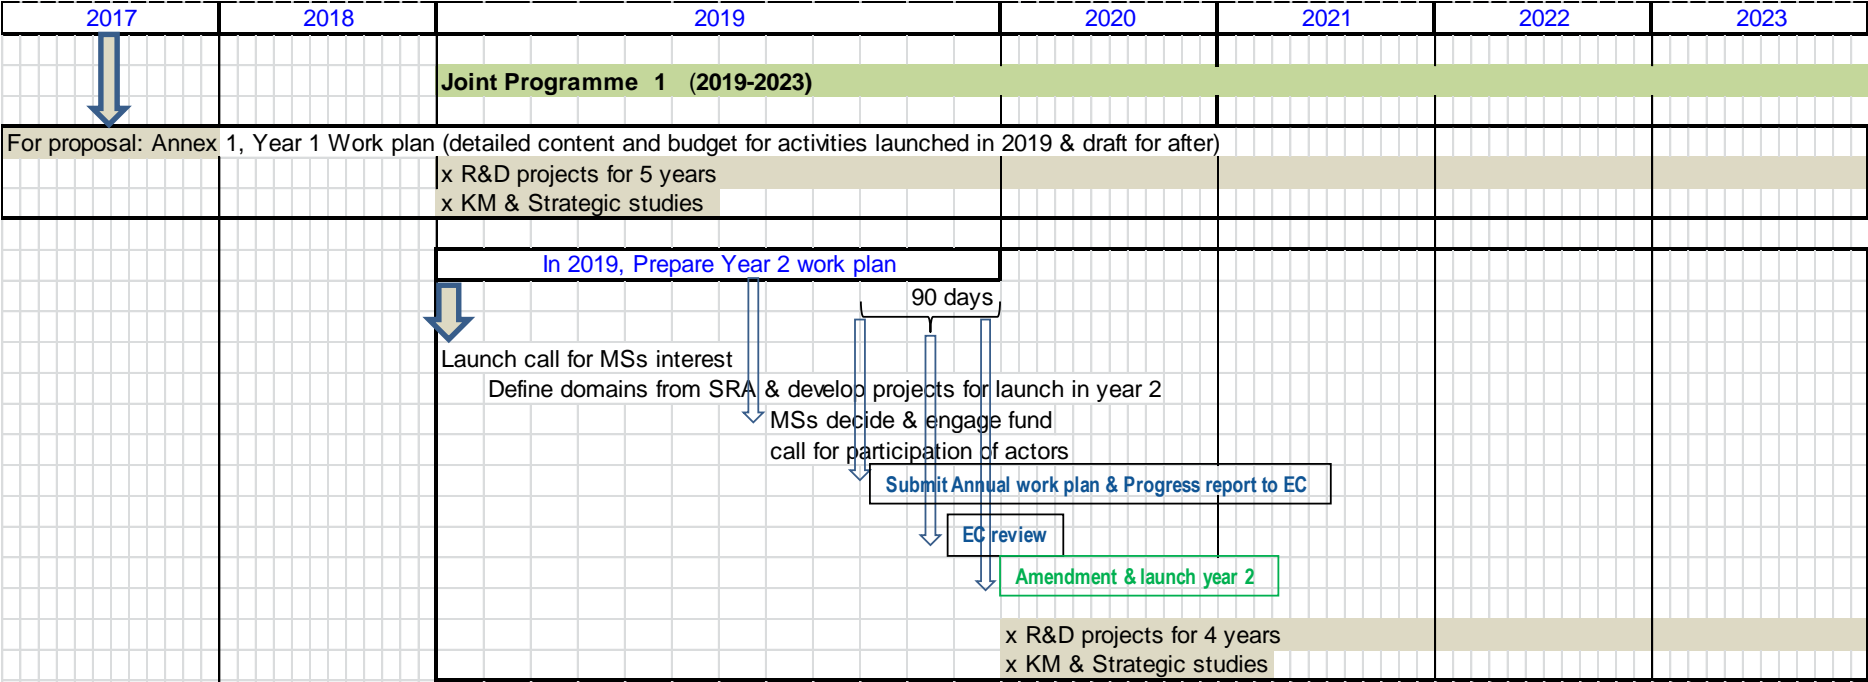 2017 2018 2019 2020 2021 2022 2023
Joint Programme 1 (2019-2023)
For proposal: Annex 1, Year 1 Work plan (detailed content and budget for activities launched in 2019 & draft for after)
x R&D projects for 5 years
x KM & Strategic studies
In 2019, Prepare Year 2 work plan
90 days
Launch call for MSs interest
Define domains from SRA & develop projects for launch in year 2
MSs decide & engage fund
call for participation of actors
Submit Annual work plan & Progress report to EC
EC review
Amendment & launch year 2
x R&D projects for 4 years
x KM & Strategic studies